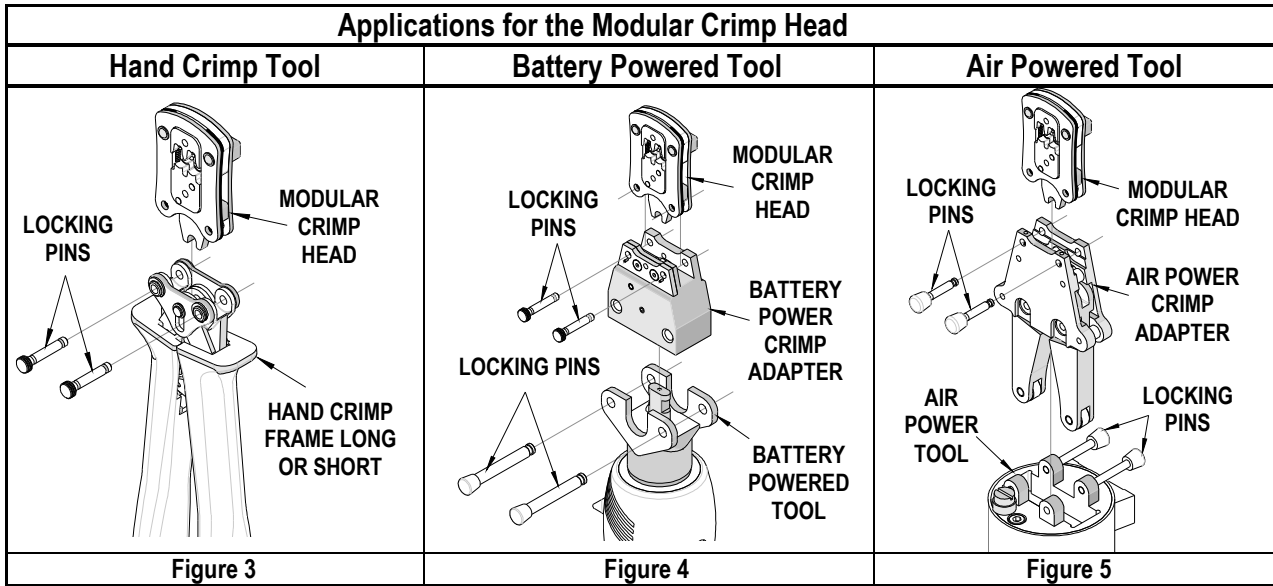 Applications for the Modular Crimp Head
Hand Crimp Tool
Battery Powered Tool
Air Powered Tool
LOCKING
PINS
MODULAR
CRIMP
HEAD
HAND CRIMP
FRAME LONG
OR SHORT
MODULAR
CRIMP
HEAD
LOCKING
PINS
BATTERY
POWER
CRIMP
ADAPTER
LOCKING PINS
BATTERY
POWERED
TOOL
LOCKING
PINS
MODULAR
CRIMP HEAD
AIR POWER
CRIMP
ADAPTER
AIR
POWER
TOOL
LOCKING
PINS
Figure 3
Figure 4
Figure 5